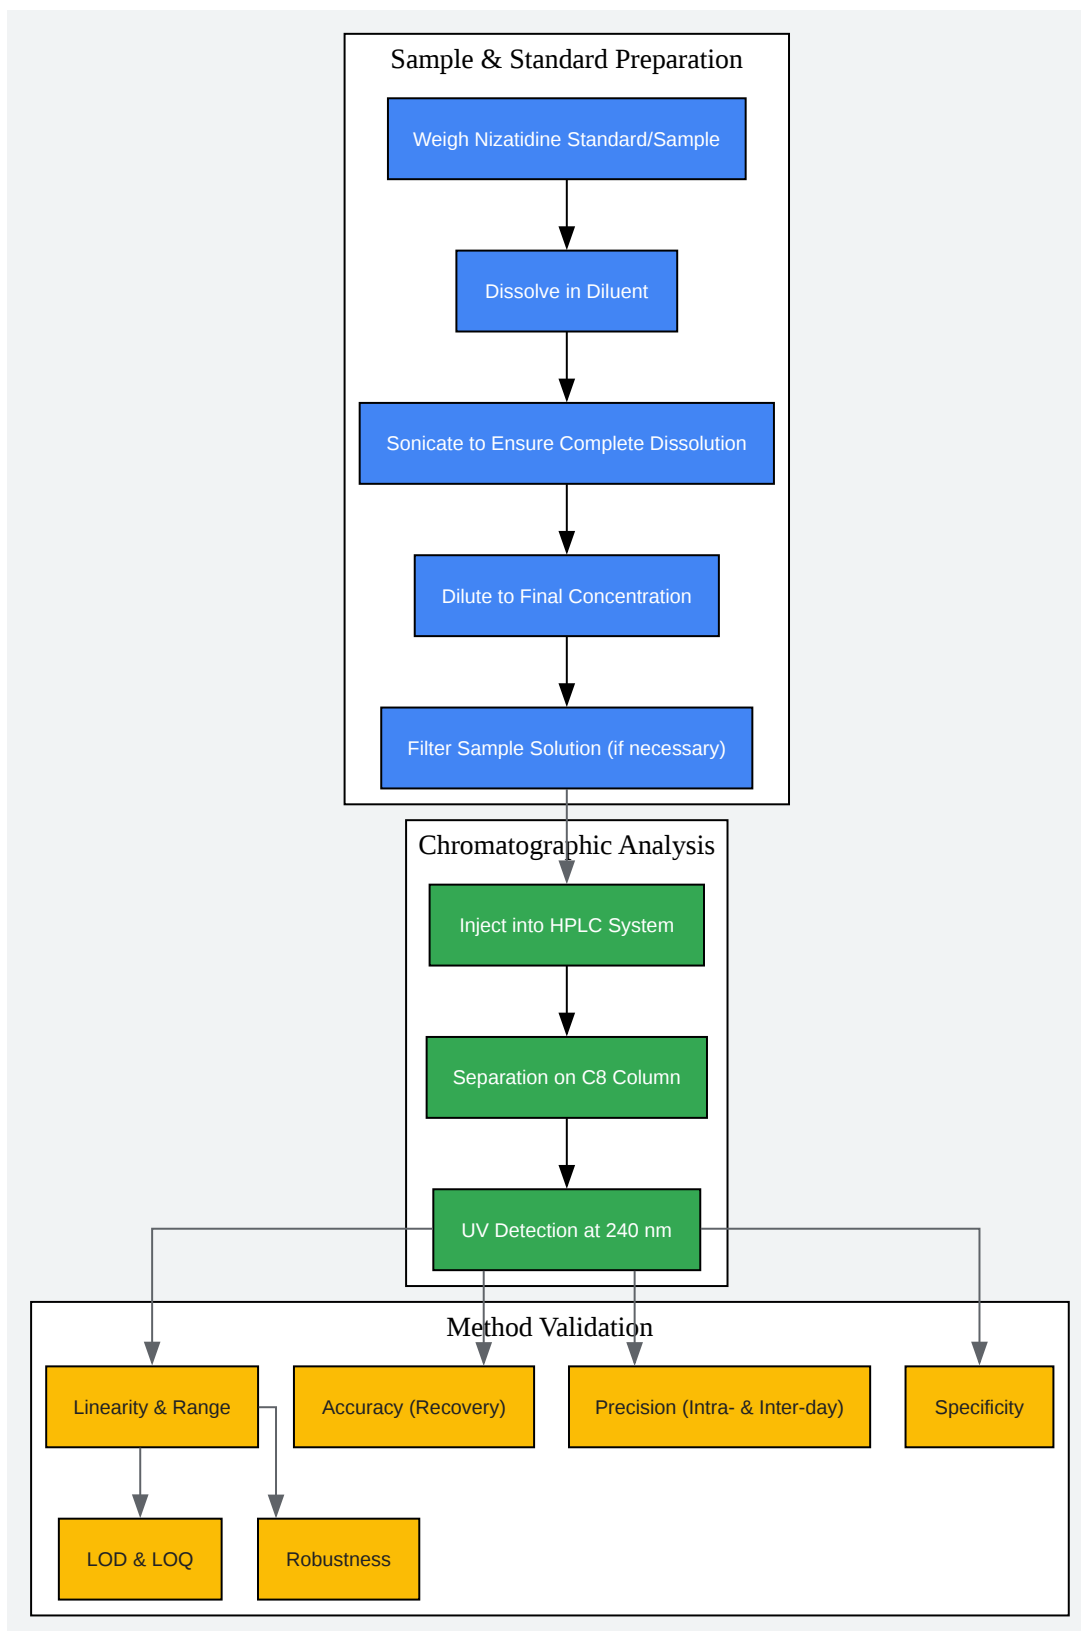 Sample & Standard Preparation
Weigh Nizatidine Standard/Sample
Dissolve in Diluent
Sonicate to Ensure Complete Dissolution
Dilute to Final Concentration
Filter Sample Solution (if necessary)
Chromatographic Analysis
Inject into HPLC System
Separation on C8 Column
UV Detection at 240 nm
Method Validation
Linearity & Range
Accuracy (Recovery)
Precision (Intra- & Inter-day)
Specificity
LOD & LOQ
Robustness